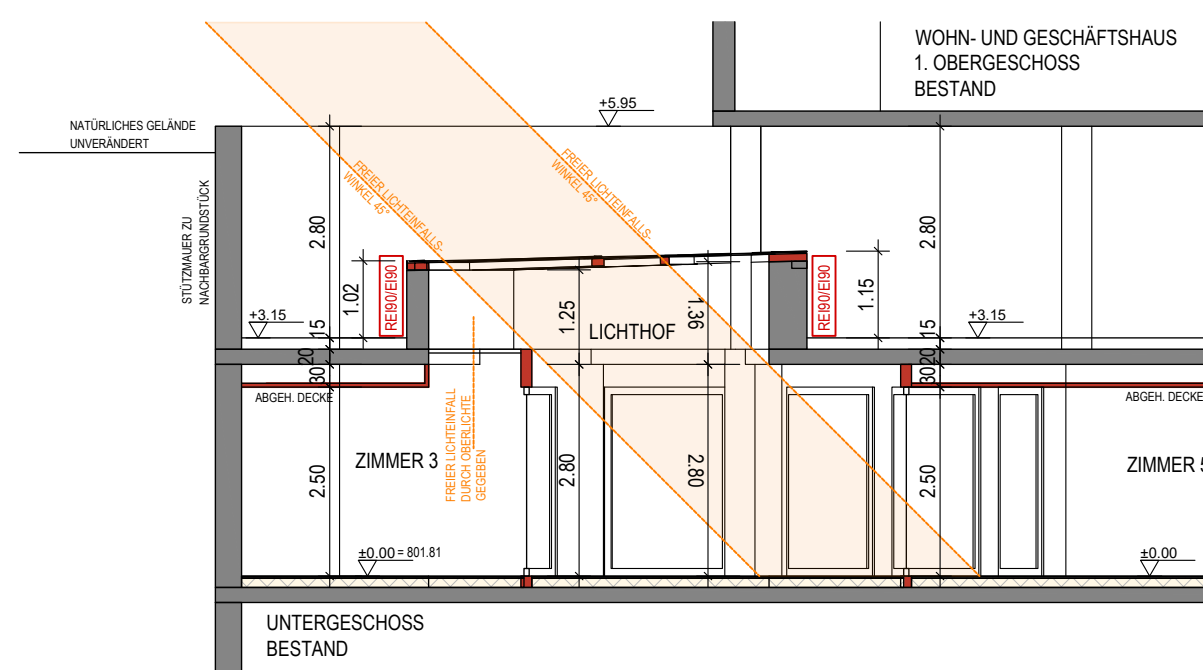 WOHN- UND GESCHÄFTSHAUS
1. OBERGESCHOSS
BESTAND
+5.95
NATÜRLICHES GELÄNDE
UNVERÄNDERT
STÜTZMAUER ZU
NACHBARGRUNDSTÜCK
FREIER LICHTEINFALLS-
WINKEL 45°
FREIER LICHTEINFALLS-
WINKEL 45°
2.80
2.80
1.02
REI90/EI90
1.25
LICHTHOF
1.36
REI90/EI90
1.15
+3.15
15
+3.15
15
20
20
30
30
ABGEH. DECKE
ABGEH. DECKE
FREIER LICHTEINFALL
DURCH OBERLICHTE
GEGEBEN
ZIMMER 3
2.50
2.80
2.80
2.50
ZIMMER 5
±0.00 = 801.81
±0.00
UNTERGESCHOSS
BESTAND